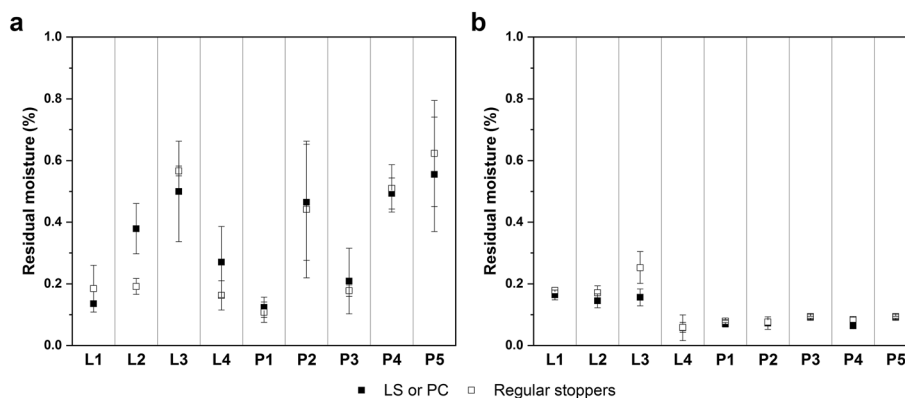 a
b
1.0
0.8
0.6
0.4
0.2
0.0
Residual moisture (%)
L1 L2 L3 L4 P1 P2 P3 P4 P5
1.0
0.8
0.6
0.4
0.2
0.0
Residual moisture (%)
L1 L2 L3 L4 P1 P2 P3 P4 P5
LS or PC Regular stoppers